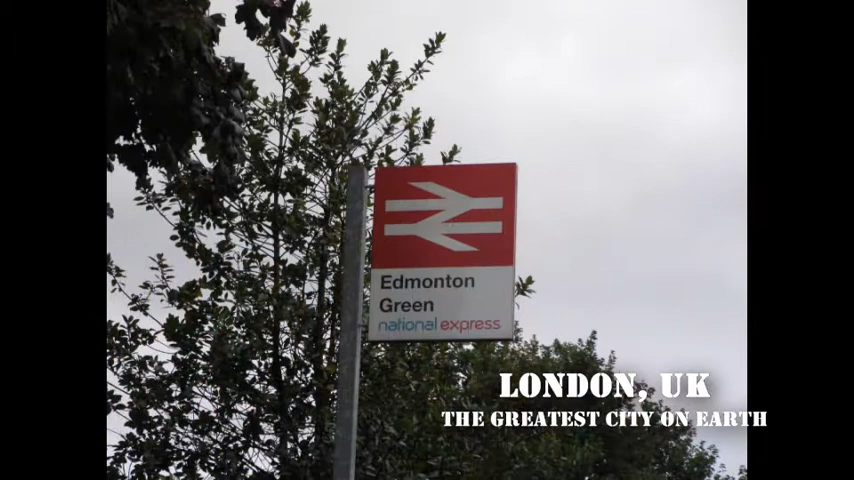 Edmonton
Green
national express
LONDON, UK
THE GREATEST CITY ON EARTH